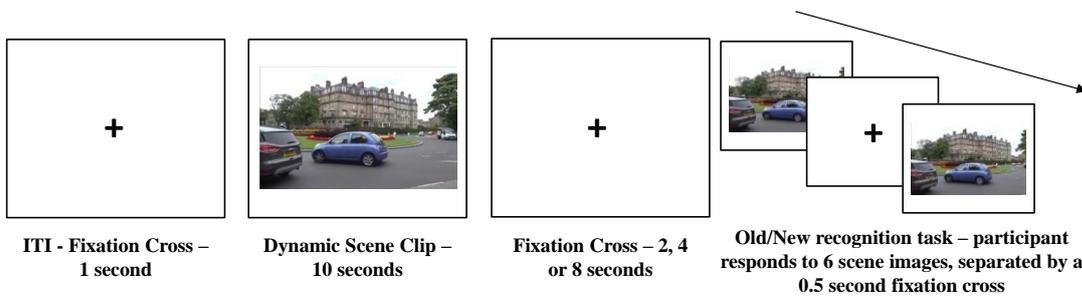 ITI - Fixation Cross –
1 second
Dynamic Scene Clip –
10 seconds
Fixation Cross – 2, 4
or 8 seconds
Old/New recognition task – participant
responds to 6 scene images, separated by a
0.5 second fixation cross